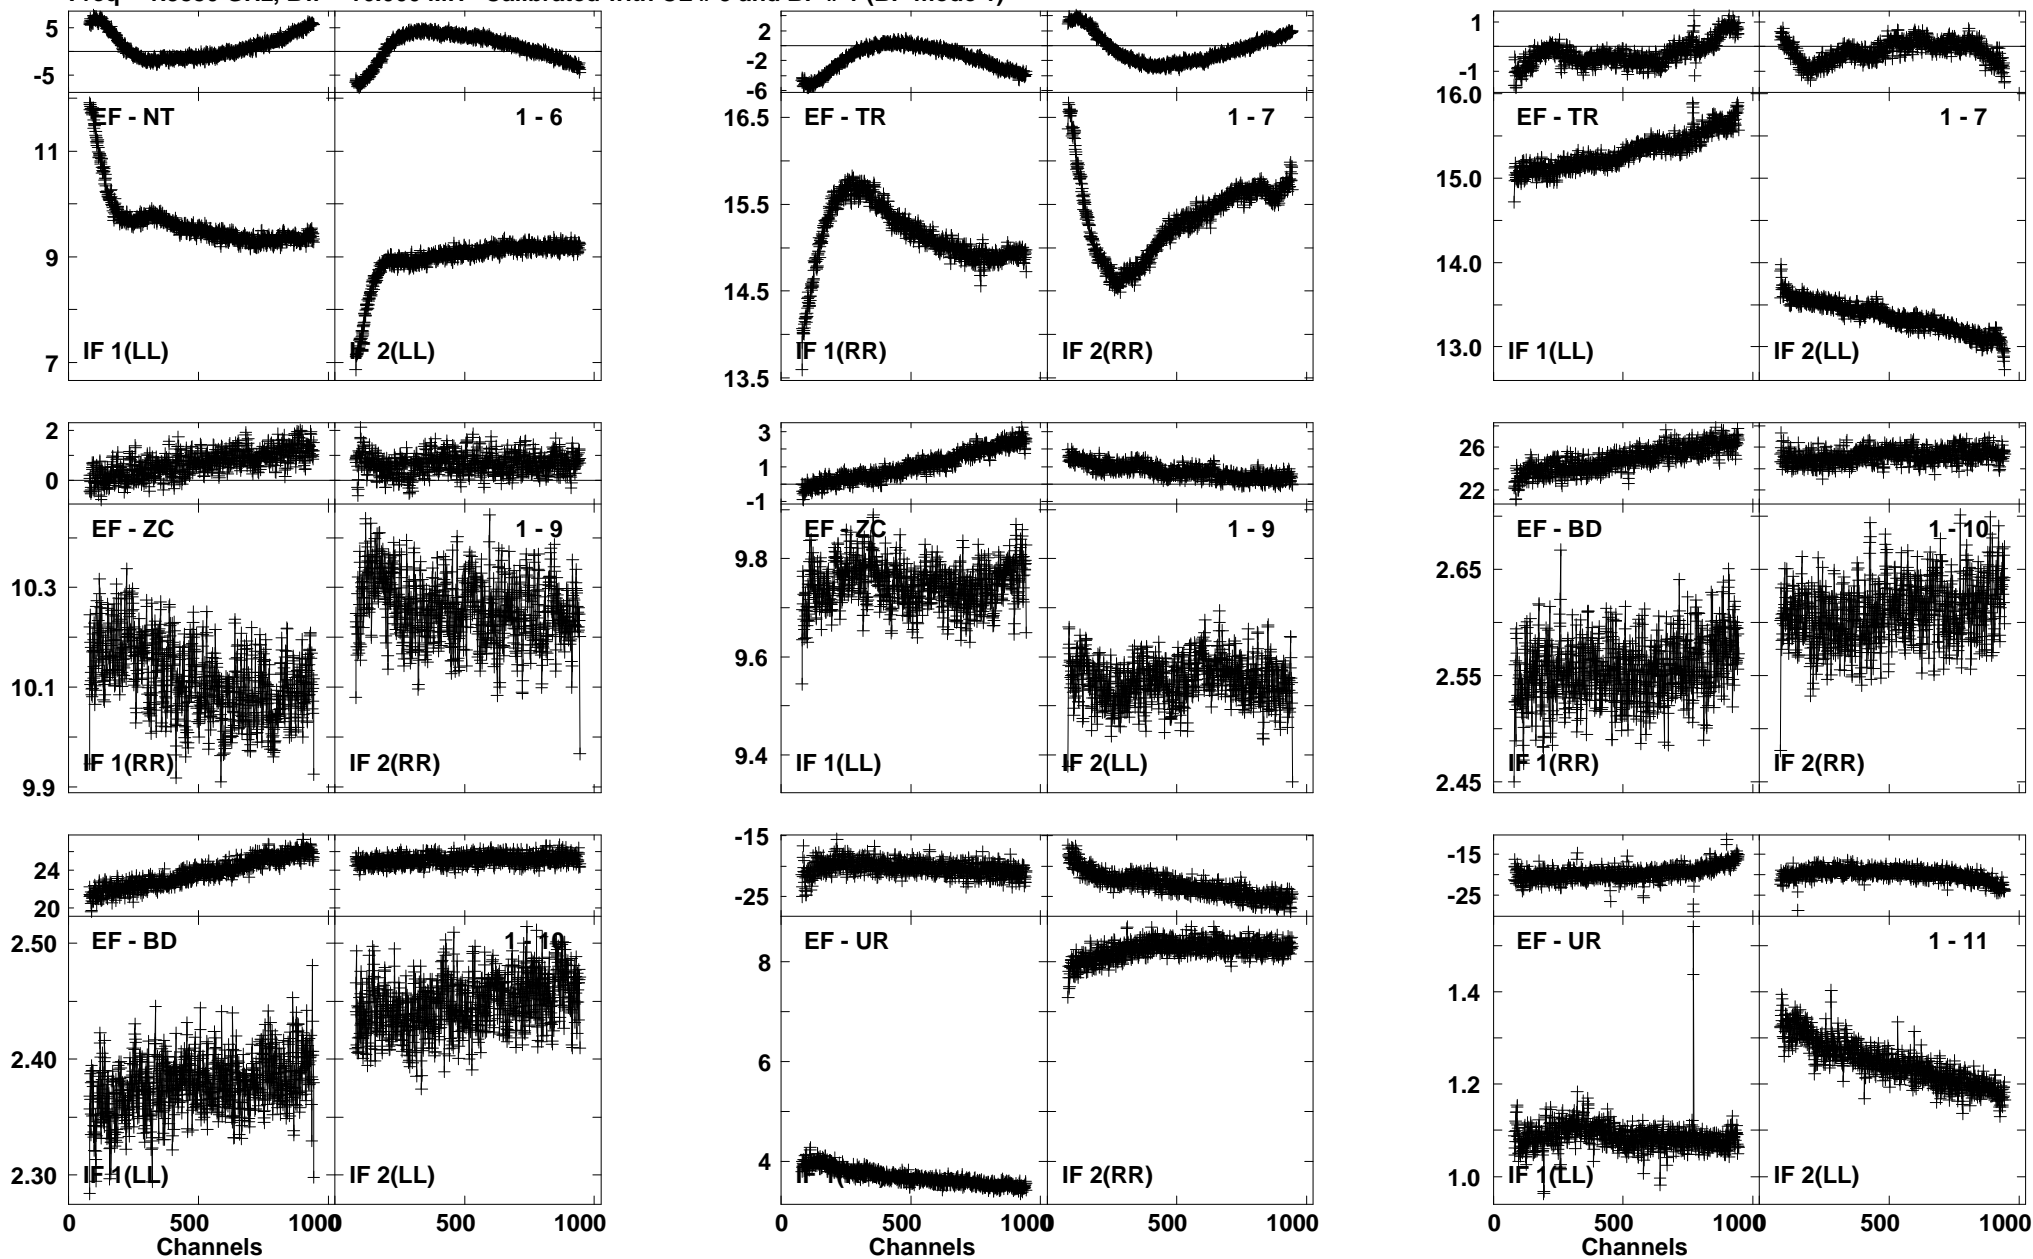 5
-5
EF - NT
1 - 6
11
9
7
IF 1(LL)
IF 2(LL)
2
-2
-6
EF - TR
1 - 7
16.5
15.5
14.5
13.5
IF 1(RR)
IF 2(RR)
1
-1
16.0
EF - TR
1 - 7
15.0
14.0
13.0
IF 1(LL)
IF 2(LL)
2
0
EF - ZC
1 - 9
10.3
10.1
9.9
IF 1(RR)
IF 2(RR)
3
1
-1
EF - ZC
1 - 9
9.8
9.6
9.4
IF 1(LL)
IF 2(LL)
26
22
EF - BD
1 - 10
2.65
2.55
2.45
IF 1(RR)
IF 2(RR)
24
20
EF - BD
1 - 10
2.50
2.40
2.30
IF 1(LL)
IF 2(LL)
0 500 1000 0 500 1000
Channels
-15
-25
EF - UR
8
6
4
IF 2(RR)
0 500 1000 0 500 1000
Channels
-15
-25
EF - UR
1 - 11
1.4
1.2
1.0
IF 1(LL)
IF 2(LL)
0 500 1000 0 500 1000
Channels